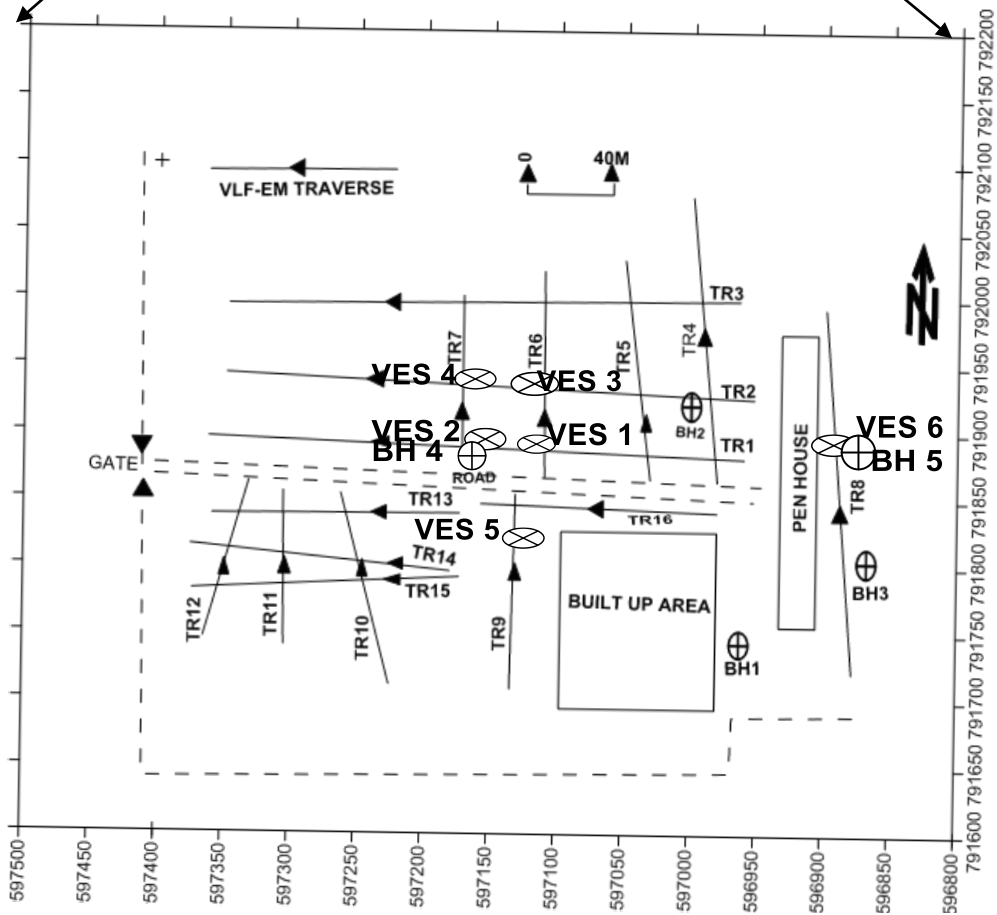 792200
792150
792100
792050
792000
791950
791900
791850
791800
791750
791700
791650
791600
0
40M
VLF-EM TRAVERSE
N
TR3
TR7
TR6
TR5
TR4
VES 4
VES 3
TR2
BH2
VES 2
VES 1
VES 6
BH 4
TR1
BH 5
GATE
ROAD
PEN HOUSE
TR8
TR13
TR16
VES 5
TR14
TR15
BH3
BUILT UP AREA
TR12
TR11
TR10
TR9
BH1
597500
597400
597350
597300
597250
597200
597150
597100
597050
597000
596950
596900
596850
596800
597450